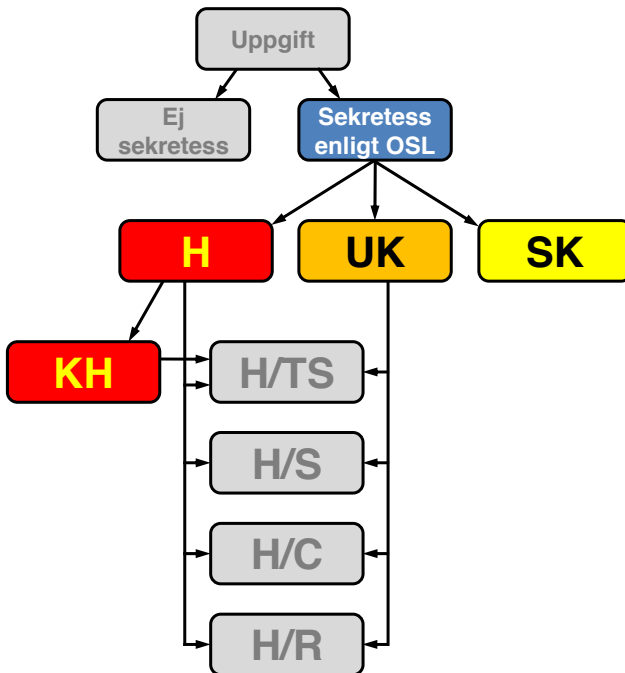 Uppgift
Ej
sekretess
Sekretess
enligt OSL
H
UK
SK
KH
H/TS
H/S
H/C
H/R